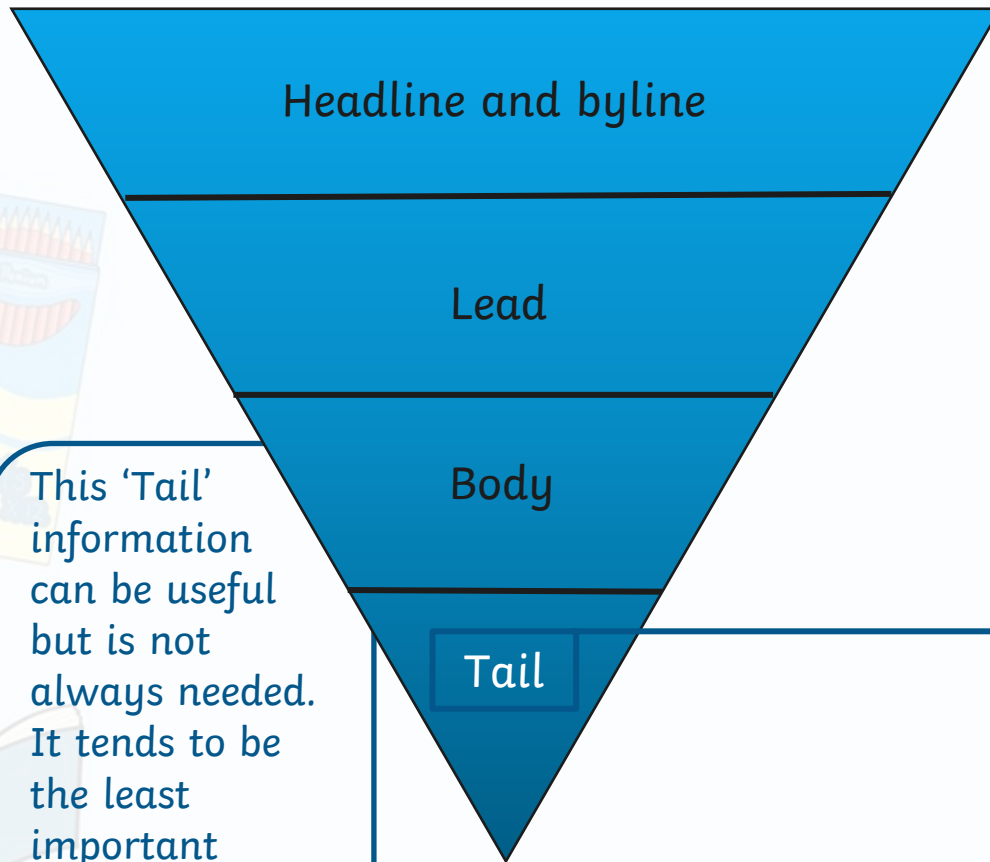 Headline and byline
Lead
Body
This ‘Tail’
information
can be useful
but is not
always needed.
It tends to be
the least
important
Tail